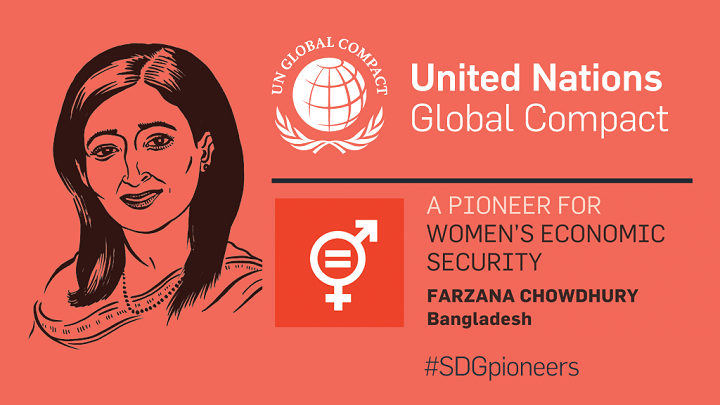 UN GLOBAL COMPACT
United Nations
Global Compact
A PIONEER FOR
WOMEN'S ECONOMIC
SECURITY
FARZANA CHOWDHURY
Bangladesh
#SDGpioneers